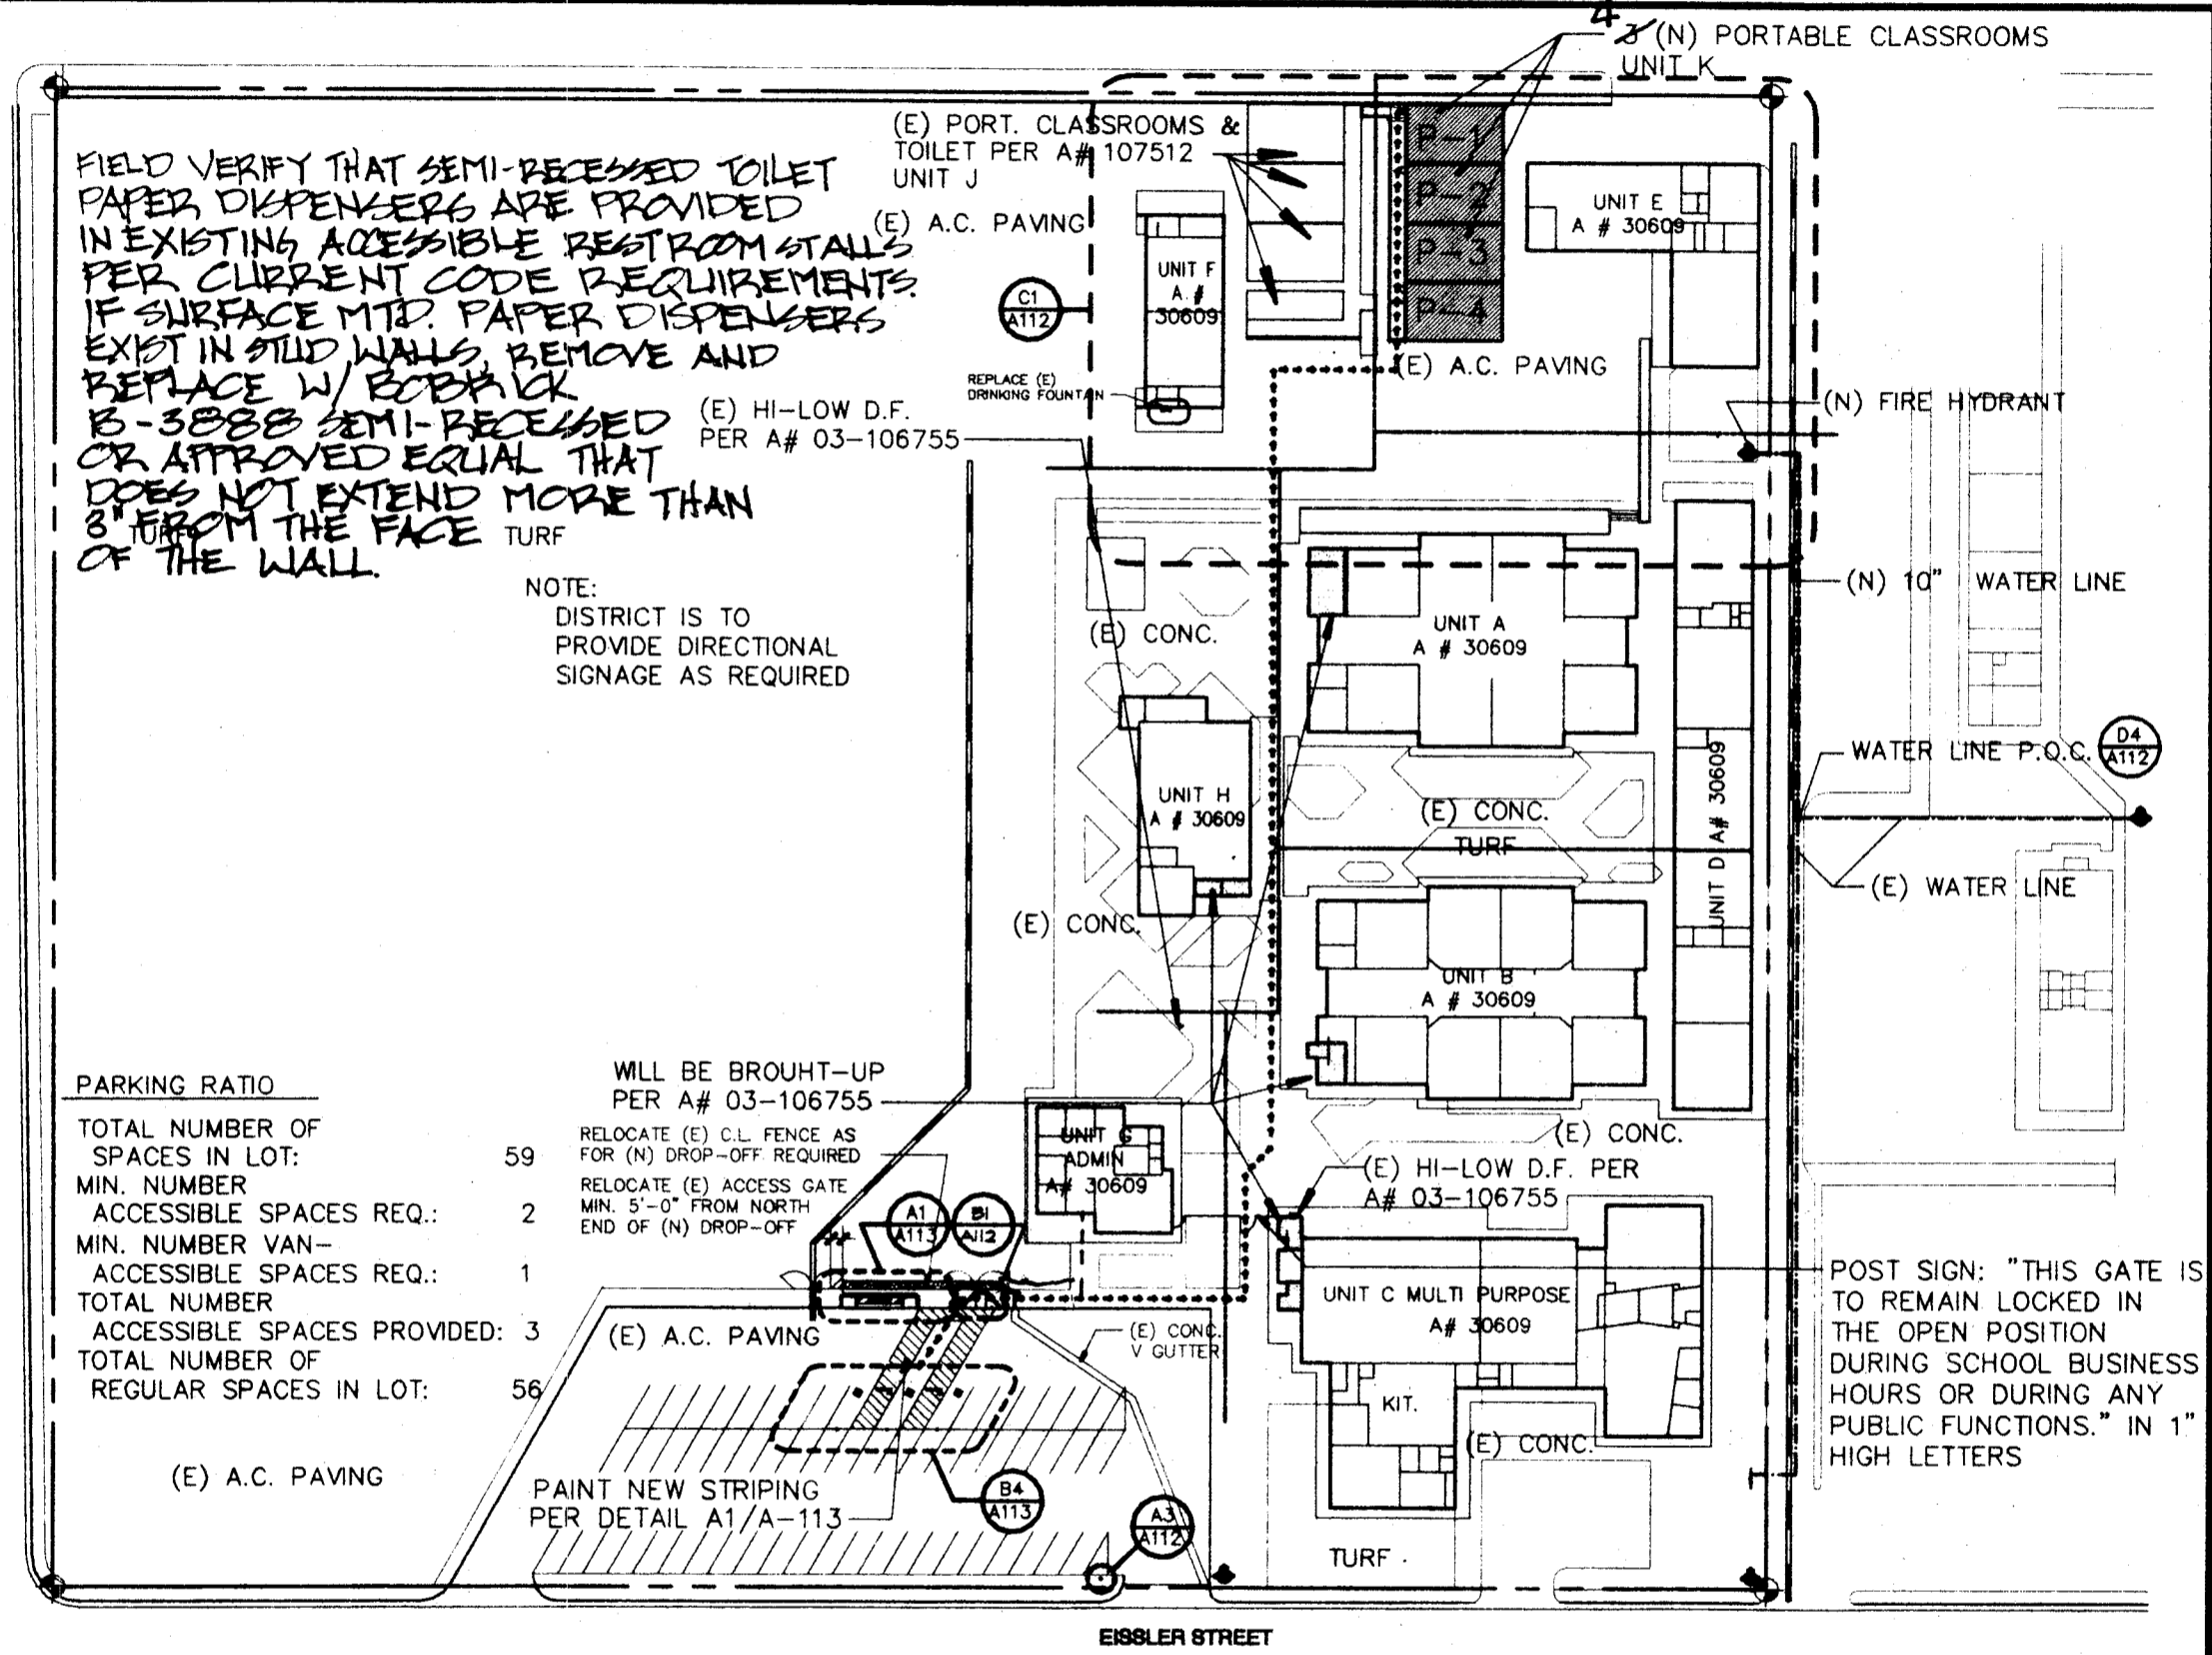 4
3 (N) PORTABLE CLASSROOMS
UNIT K
(E) PORT. CLASSROOMS &
TOILET PER A# 107512
UNIT J
(E) A.C. PAVING
P-1
P-2
P-3
P-4
UNIT E
A # 30609
UNIT F
A #
30609
FIELD VERIFY THAT SEMI-RECESSED TOILET
PAPER DISPENSERS ARE PROVIDED
IN EXISTING ACCESSIBLE RESTROOM STALLS
PER CURRENT CODE REQUIREMENTS.
IF SURFACE MTD. PAPER DISPENSERS
EXIST IN STUD WALLS, REMOVE AND
REPLACE W/ BOBRICK
B-3888 SEMI-RECESSED
OR APPROVED EQUAL THAT
DOES NOT EXTEND MORE THAN
3" FROM THE FACE
OF THE WALL.
TURF
TURF
C1
A112
REPLACE (E)
DRINKING FOUNTAIN
(E) HI-LOW D.F.
PER A# 03-106755
(E) A.C. PAVING
(N) FIRE HYDRANT
NOTE:
DISTRICT IS TO
PROVIDE DIRECTIONAL
SIGNAGE AS REQUIRED
(N) 10" WATER LINE
(E) CONC.
UNIT A
A # 30609
WATER LINE P.O.C.
D4
A112
UNIT H
A # 30609
(E) CONC.
TURF
UNIT D A# 30609
(E) WATER LINE
(E) CONC.
UNIT B
A # 30609
WILL BE BROUHT-UP
PER A# 03-106755
PARKING RATIO
TOTAL NUMBER OF
SPACES IN LOT: 59
MIN. NUMBER
ACCESSIBLE SPACES REQ.: 2
MIN. NUMBER VAN-
ACCESSIBLE SPACES REQ.: 1
TOTAL NUMBER
ACCESSIBLE SPACES PROVIDED: 3
TOTAL NUMBER OF
REGULAR SPACES IN LOT: 56
RELOCATE (E) C.L. FENCE AS
FOR (N) DROP-OFF REQUIRED
RELOCATE (E) ACCESS GATE
MIN. 5'-0" FROM NORTH
END OF (N) DROP-OFF
UNIT G
ADMIN
A# 30609
(E) CONC.
(E) HI-LOW D.F. PER
A# 03-106755
A1
A113
B1
A112
UNIT C MULTI PURPOSE
A# 30609
POST SIGN: "THIS GATE IS
TO REMAIN LOCKED IN
THE OPEN POSITION
DURING SCHOOL BUSINESS
HOURS OR DURING ANY
PUBLIC FUNCTIONS." IN 1"
HIGH LETTERS
(E) A.C. PAVING
(E) CONC.
V GUTTER
KIT.
(E) CONC.
(E) A.C. PAVING
PAINT NEW STRIPING
PER DETAIL A1/A-113
B4
A113
A3
A112
TURF
EISSLER STREET